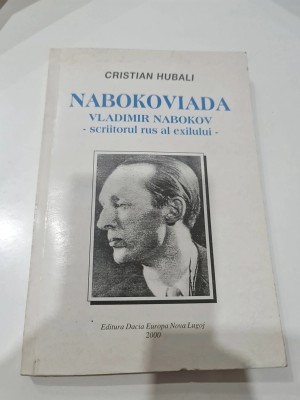 CRISTIAN HUBALI
NABOKOVIADA
VLADIMIR NABOKOV
- scriitorul rus al exilului -
Editura Dacia Europa Nova Lugoj
2000